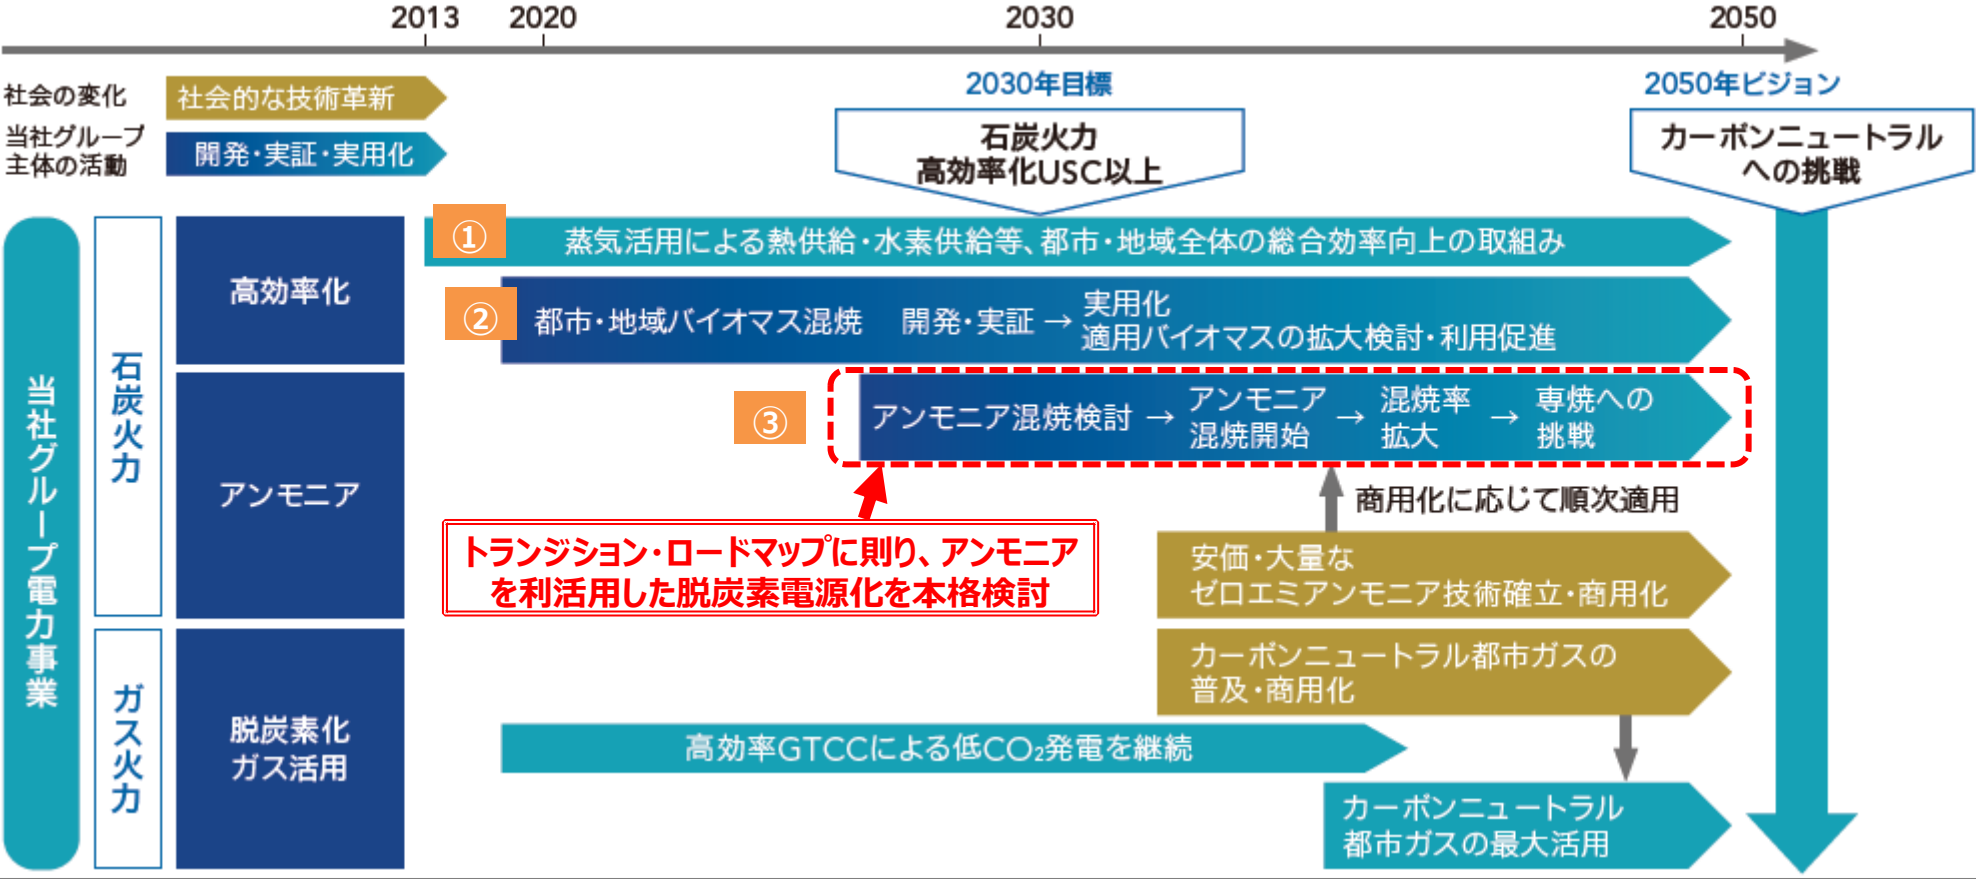 2013
2020
2030
2050
社会の変化
社会的な技術革新
当社グループ
主体の活動
開発・実証・実用化
2030年目標
石炭火力
高効率化USC以上
2050年ビジョン
カーボンニュートラル
への挑戦
当社グループ電力事業
石炭火力
高効率化
①
蒸気活用による熱供給・水素供給等、都市・地域全体の総合効率向上の取組み
②
都市・地域バイオマス混焼 開発・実証 →
実用化
適用バイオマスの拡大検討・利用促進
アンモニア
③
アンモニア混焼検討 →
アンモニア
混焼開始
→
混焼率
拡大
→
専焼への
挑戦
トランジション・ロードマップに則り、アンモニア
を利活用した脱炭素電源化を本格検討
商用化に応じて順次適用
安価・大量な
ゼロエミアンモニア技術確立・商用化
ガス火力
脱炭素化
ガス活用
カーボンニュートラル都市ガスの
普及・商用化
高効率GTCCによる低CO₂発電を継続
カーボンニュートラル
都市ガスの最大活用